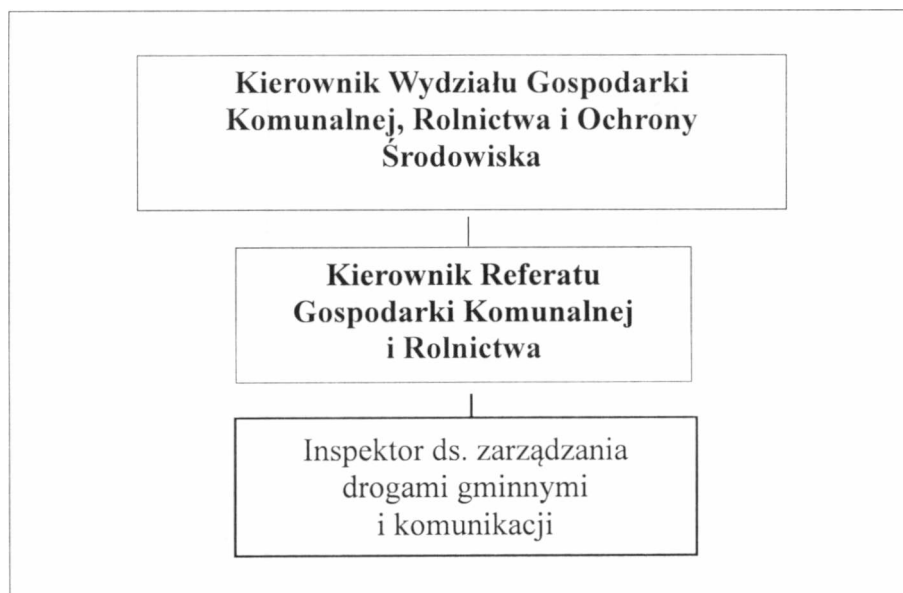 Kierownik Wydziału Gospodarki
Komunalnej, Rolnictwa i Ochrony
Środowiska
Kierownik Referatu
Gospodarki Komunalnej
i Rolnictwa
Inspektor ds. zarządzania
drogami gminnymi
i komunikacji